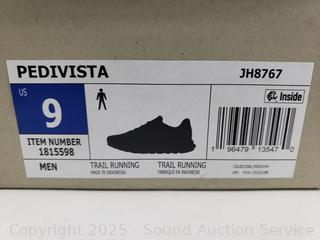 PEDIVISTA
JH8767
US
9
ITEM NUMBER
1815598
MEN
TRAIL RUNNING
MADE IN INDONESIA
TRAIL RUNNING
FABRIQUÉ EN INDONÉSIE
Inside
1 96479 13547 0
Copyright 2025 - Sound Auction Service